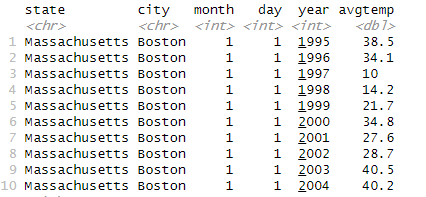 state city month day year avgtemp
<chr> <chr> <int> <int> <int> <dbl>
1 Massachusetts Boston 1 1 1995 38.5
2 Massachusetts Boston 1 1 1996 34.1
3 Massachusetts Boston 1 1 1997 10
4 Massachusetts Boston 1 1 1998 14.2
5 Massachusetts Boston 1 1 1999 21.7
6 Massachusetts Boston 1 1 2000 34.8
7 Massachusetts Boston 1 1 2001 27.6
8 Massachusetts Boston 1 1 2002 28.7
9 Massachusetts Boston 1 1 2003 40.5
10 Massachusetts Boston 1 1 2004 40.2